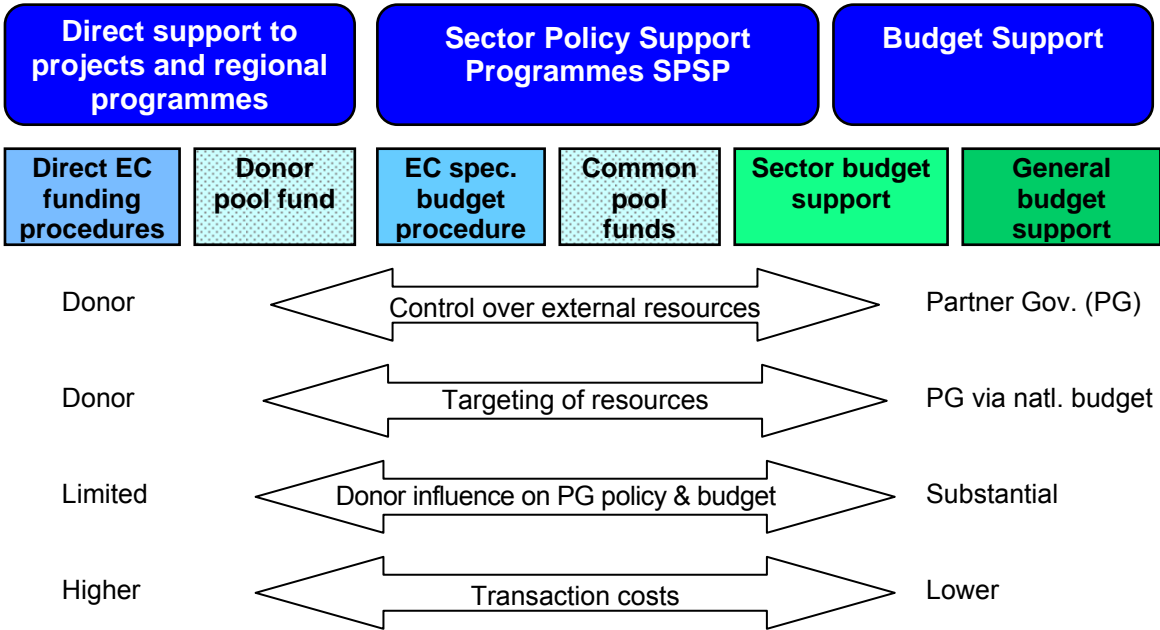 Direct support to
projects and regional
programmes
Sector Policy Support
Programmes SPSP
Budget Support
Direct EC
funding
procedures
Donor
pool fund
EC spec.
budget
procedure
Common
pool
funds
Sector budget
support
General
budget
support
Donor
Control over external resources
Partner Gov. (PG)
Donor
Targeting of resources
PG via natl. budget
Limited
Donor influence on PG policy & budget
Substantial
Higher
Transaction costs
Lower